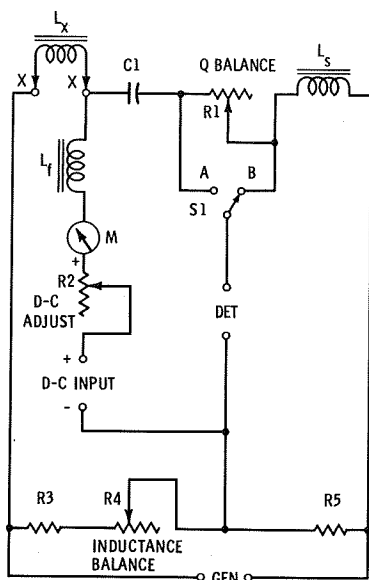 Lx
X X
C1
Q BALANCE
R1
Ls
A B
S1
Lf
M
+
R2
D-C
ADJUST
DET
+
D-C INPUT
-
R3 R4 R5
INDUCTANCE
BALANCE
GEN